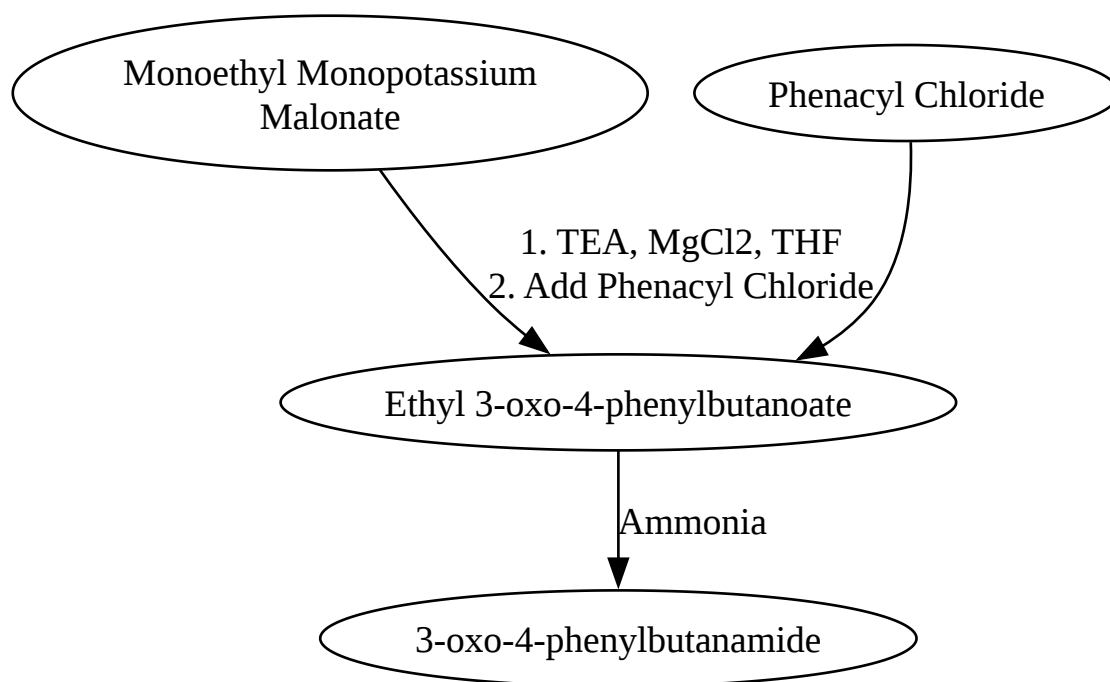 Monoethyl Monopotassium
Malonate
Phenacyl Chloride
1. TEA, MgCl2, THF
2. Add Phenacyl Chloride
Ethyl 3-oxo-4-phenylbutanoate
Ammonia
3-oxo-4-phenylbutanamide